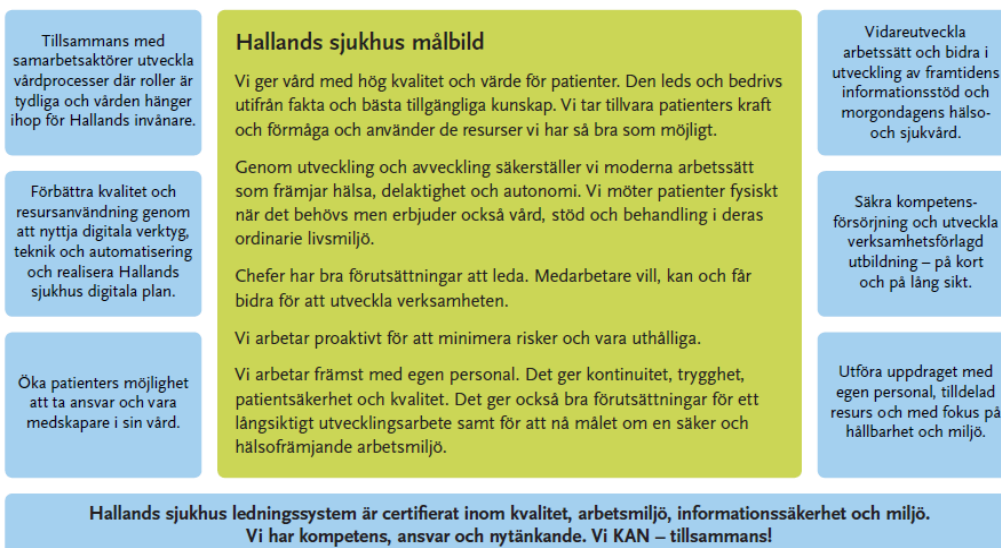 Tillsammans med
samarbetsaktörer utveckla
vårdprocesser där roller är
tydliga och vården hänger
ihop för Hallands invånare.
Förbättra kvalitet och
resursanvändning genom
att nyttja digitala verktyg,
teknik och automatisering
och realisera Hallands
sjukhus digitala plan.
Öka patienters möjlighet
att ta ansvar och vara
medskapare i sin vård.
Hallands sjukhus målbild
Vi ger vård med hög kvalitet och värde för patienter. Den leds och bedrivs
utifrån fakta och bästa tillgängliga kunskap. Vi tar tillvara patienters kraft
och förmåga och använder de resurser vi har så bra som möjligt.
Genom utveckling och avveckling säkerställer vi moderna arbetssätt
som främjar hälsa, delaktighet och autonomi. Vi möter patienter fysiskt
när det behövs men erbjuder också vård, stöd och behandling i deras
ordinarie livsmiljö.
Chefer har bra förutsättningar att leda. Medarbetare vill, kan och får
bidra för att utveckla verksamheten.
Vi arbetar proaktivt för att minimera risker och vara uthålliga.
Vi arbetar främst med egen personal. Det ger kontinuitet, trygghet,
patientsäkerhet och kvalitet. Det ger också bra förutsättningar för ett
långsiktigt utvecklingsarbete samt för att nå målet om en säker och
hälsofrämjande arbetsmiljö.
Vidareutveckla
arbetssätt och bidra i
utveckling av framtidens
informationsstöd och
morgondagens hälso-
och sjukvård.
Säkra kompetens-
försörjning och utveckla
verksamhetsförlagd
utbildning – på kort
och på lång sikt.
Utföra uppdraget med
egen personal, tilldelad
resurs och med fokus på
hållbarhet och miljö.
Hallands sjukhus ledningssystem är certifierat inom kvalitet, arbetsmiljö, informationssäkerhet och miljö.
Vi har kompetens, ansvar och nytänkande. Vi KAN – tillsammans!